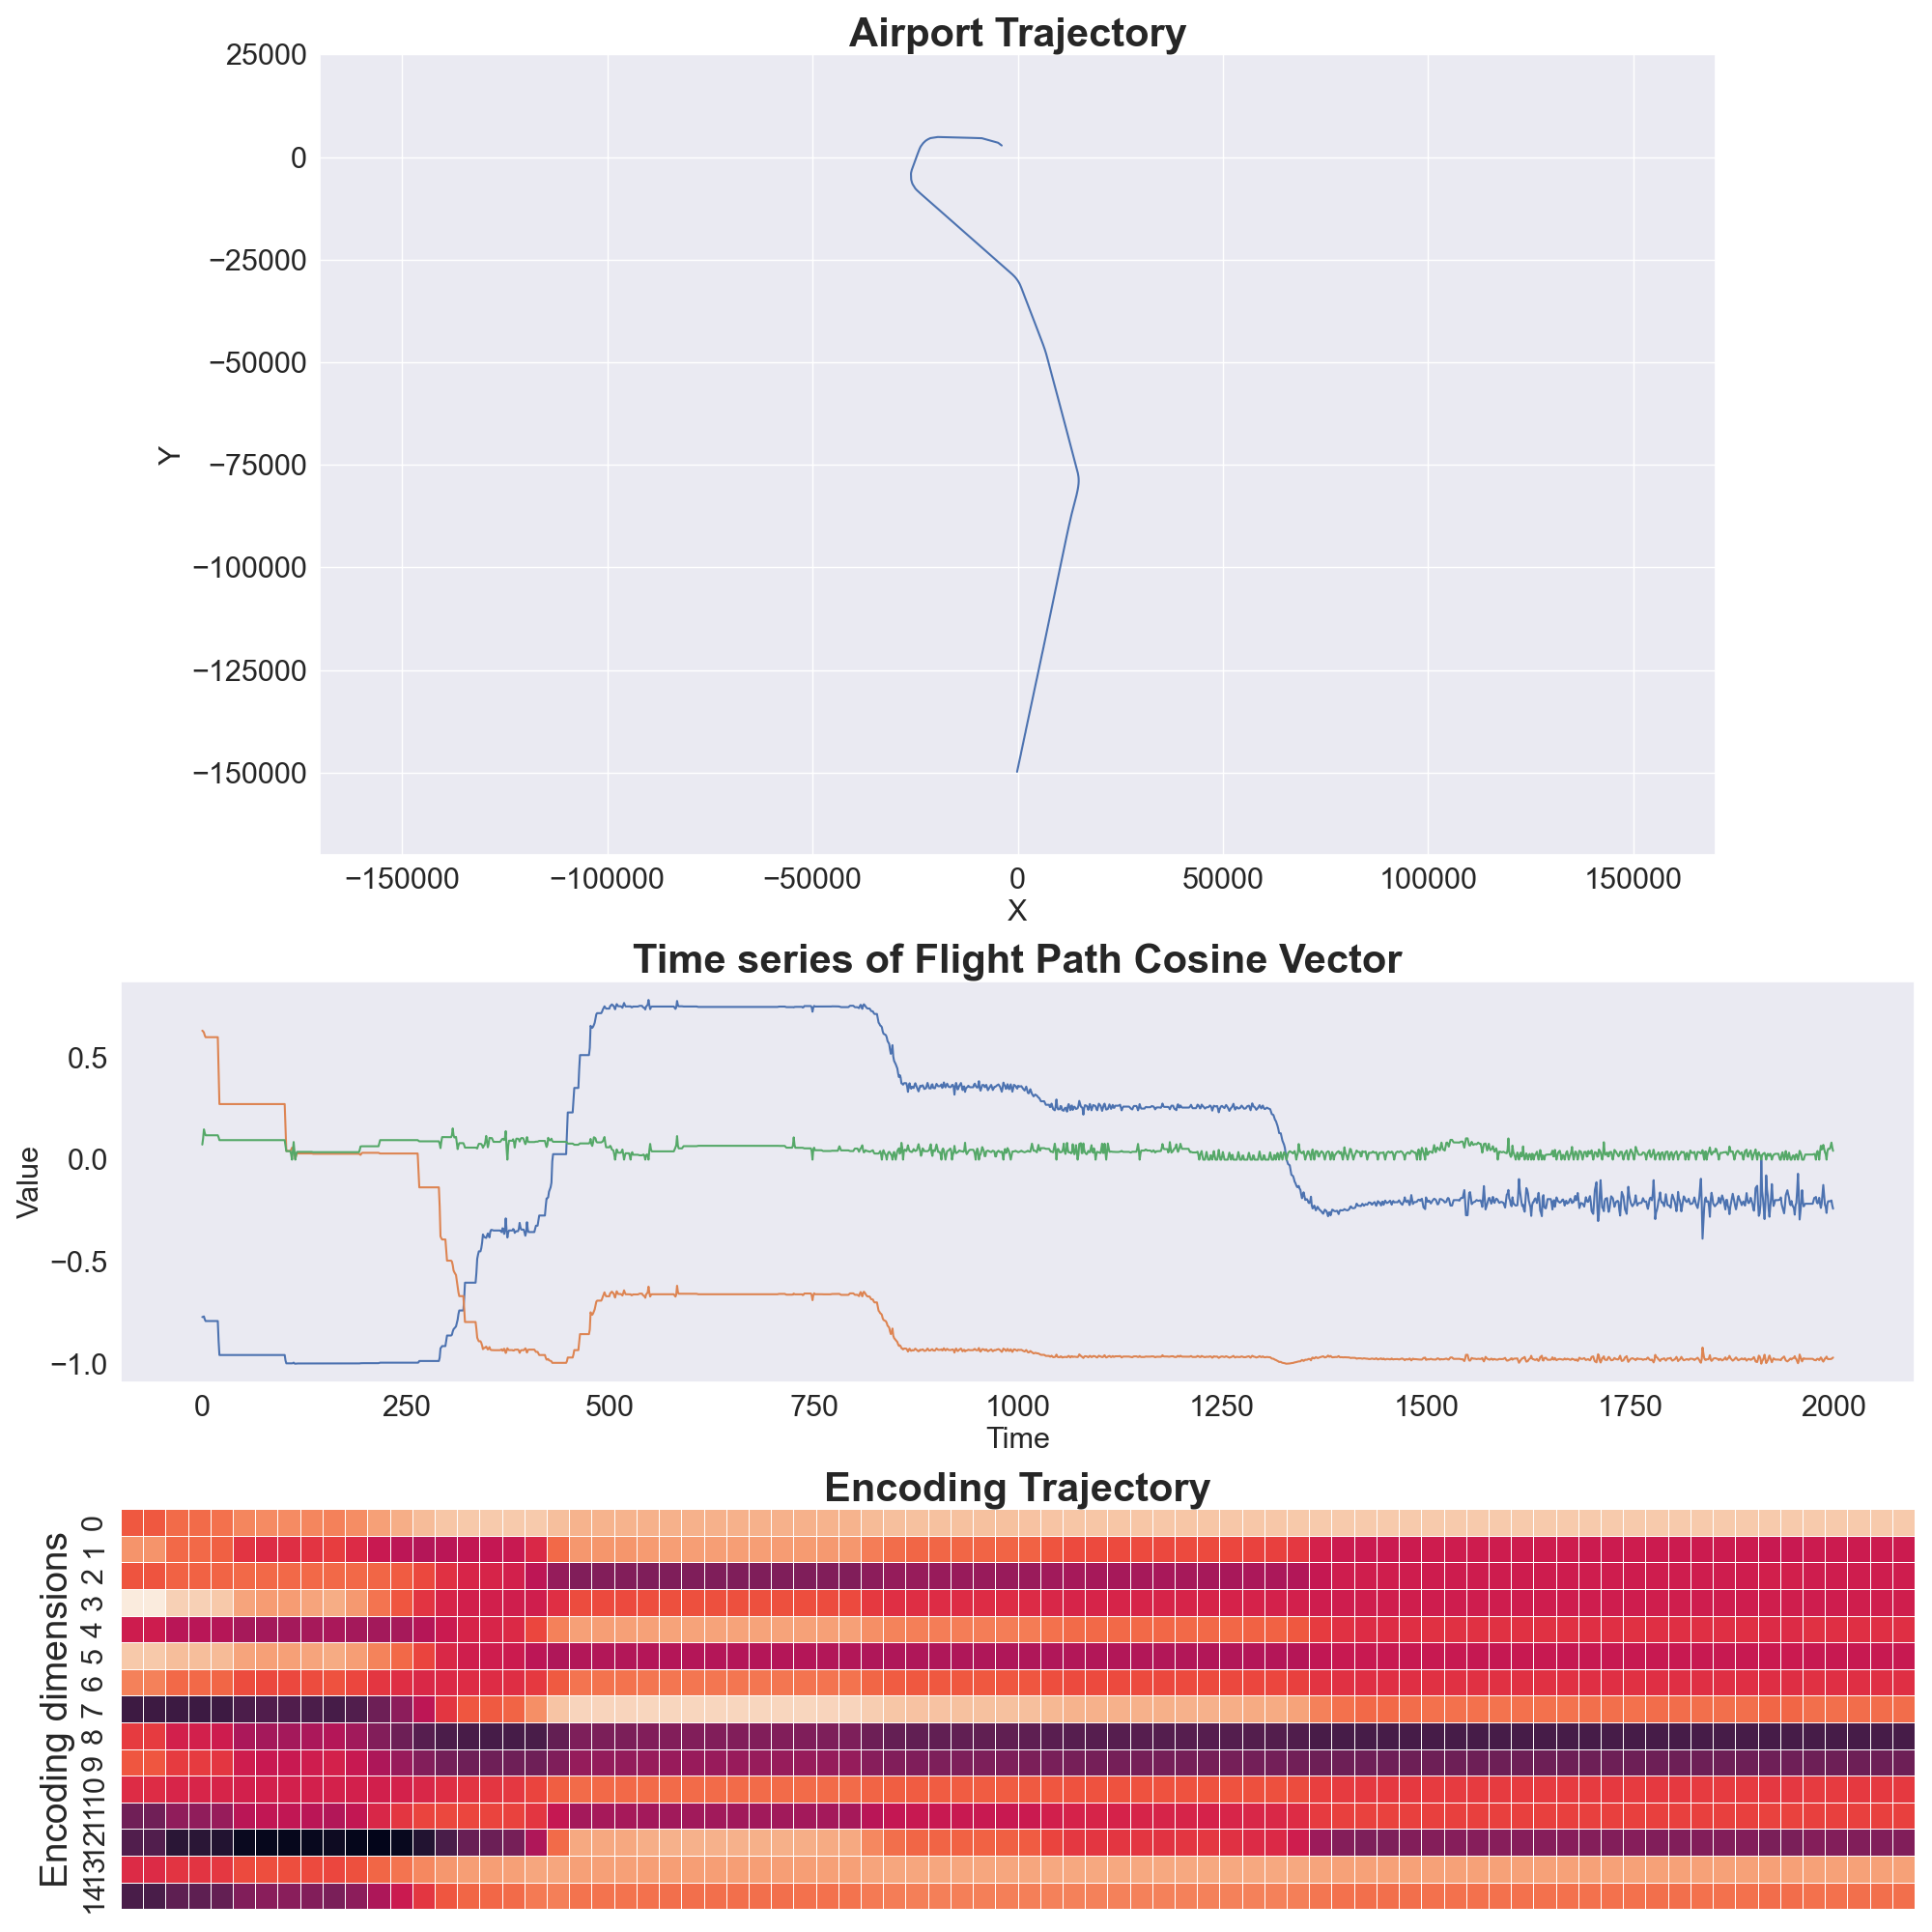 Airport Trajectory
25000
0
−25000
−50000
−75000
−100000
−125000
−150000
Y
−150000 −100000 −50000 0 50000 100000 150000
X
Time series of Flight Path Cosine Vector
0.5
0.0
−0.5
−1.0
Value
0 250 500 750 1000 1250 1500 1750 2000
Time
Encoding Trajectory
Encoding dimensions
0
1
2
3
4
5
6
7
8
9
10
11
12
13
14